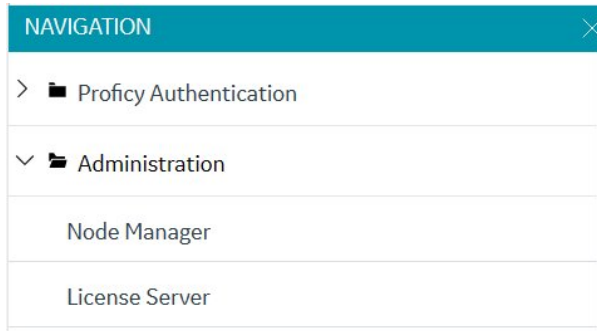 NAVIGATION
Proficy Authentication
Administration
Node Manager
License Server